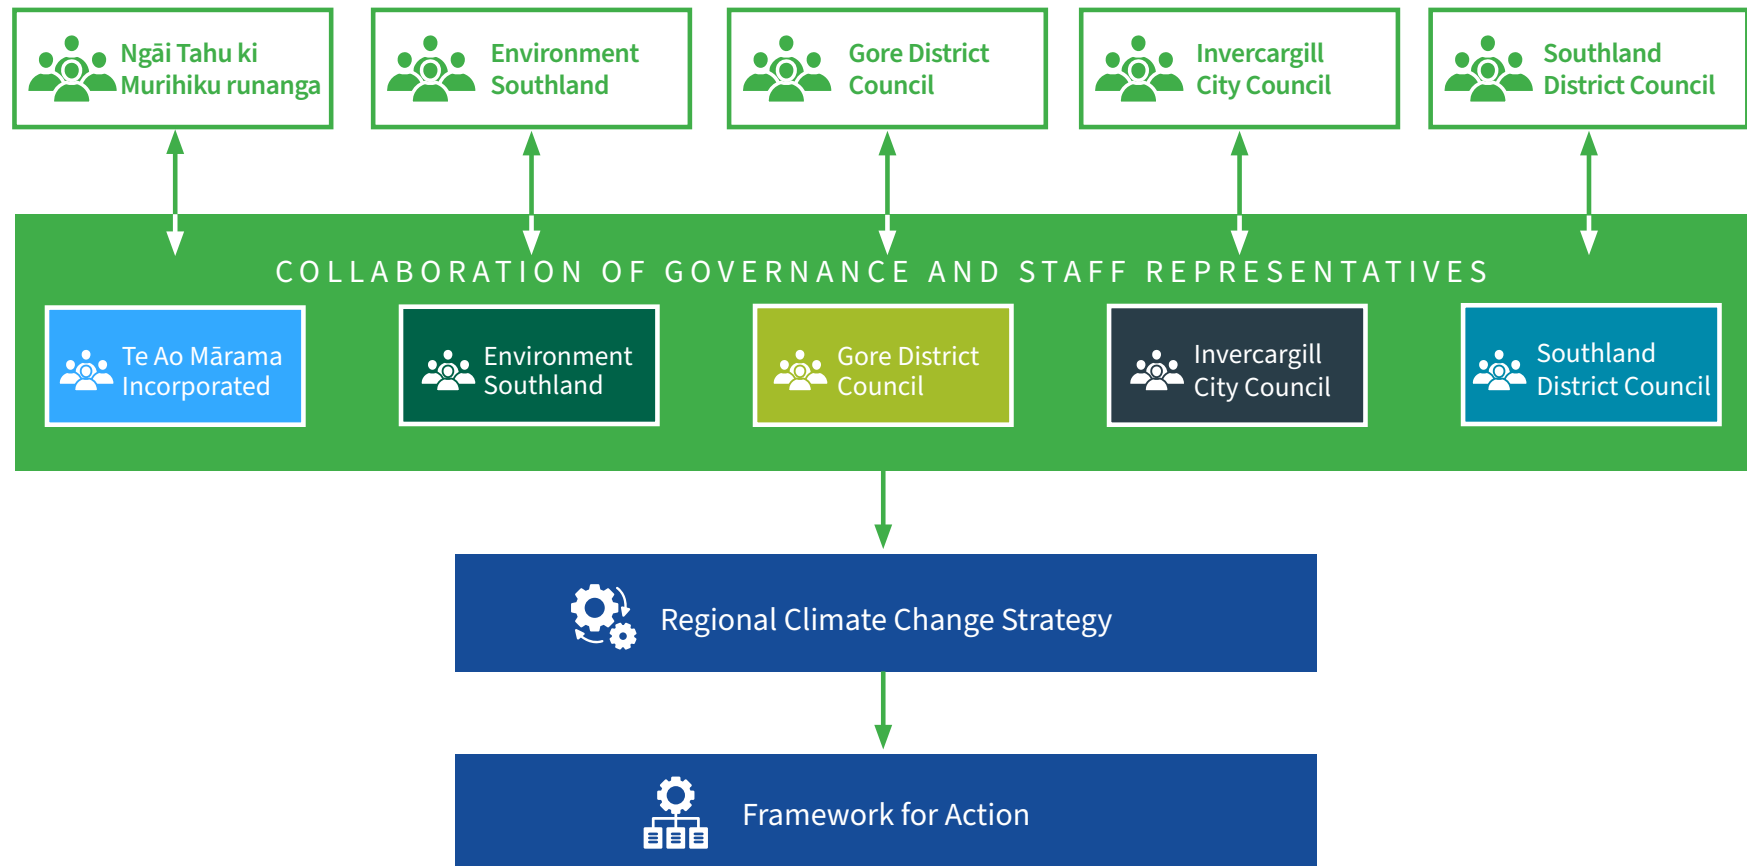 Ngāi Tahu ki
Murihiku runanga
Environment
Southland
Gore District
Council
Invercargill
City Council
Southland
District Council
COLLABORATION OF GOVERNANCE AND STAFF REPRESENTATIVES
Te Ao Mārama
Incorporated
Environment
Southland
Gore District
Council
Invercargill
City Council
Southland
District Council
Regional Climate Change Strategy
Framework for Action